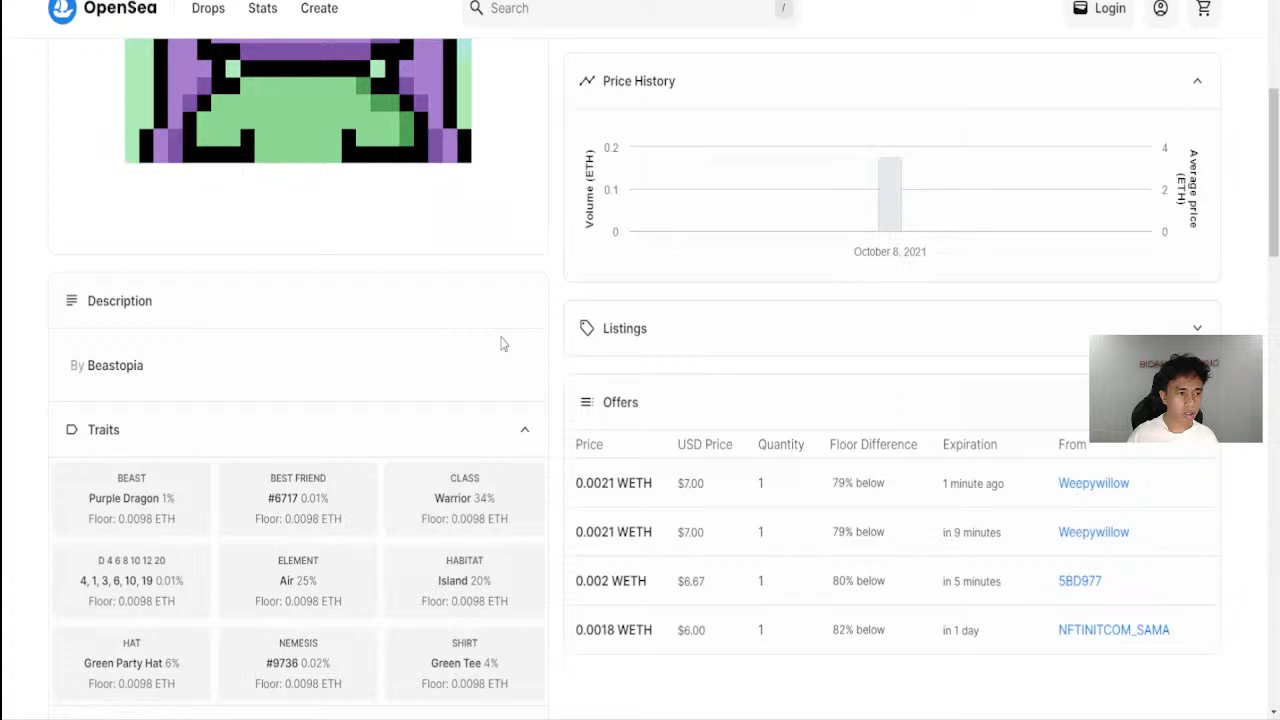 OpenSea
Drops
Stats
Create
Search
/
Login
Price History
Volume (ETH)
0.2
0.1
0
4
2
0
Average price (ETH)
October 8, 2021
Description
By Beastopia
Traits
BEAST
Purple Dragon 1%
Floor: 0.0098 ETH
BEST FRIEND
#6717 0.01%
Floor: 0.0098 ETH
CLASS
Warrior 34%
Floor: 0.0098 ETH
D 4 6 8 10 12 20
4, 1, 3, 6, 10, 19 0.01%
Floor: 0.0098 ETH
ELEMENT
Air 25%
Floor: 0.0098 ETH
HABITAT
Island 20%
Floor: 0.0098 ETH
HAT
Green Party Hat 6%
Floor: 0.0098 ETH
NEMESIS
#9736 0.02%
Floor: 0.0098 ETH
SHIRT
Green Tee 4%
Floor: 0.0098 ETH
Listings
Offers
Price USD Price Quantity Floor Difference Expiration From
0.0021 WETH $7.00 1 79% below 1 minute ago Weepywillow
0.0021 WETH $7.00 1 79% below in 9 minutes Weepywillow
0.002 WETH $6.67 1 80% below in 5 minutes 5BD977
0.0018 WETH $6.00 1 82% below in 1 day NFTINITCOM_SAMA